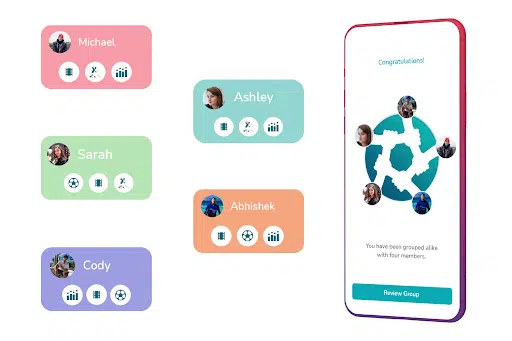 Michael
Sarah
Cody
Ashley
Abhishek
Congratulations!
You have been grouped alike
with four members.
Review Group